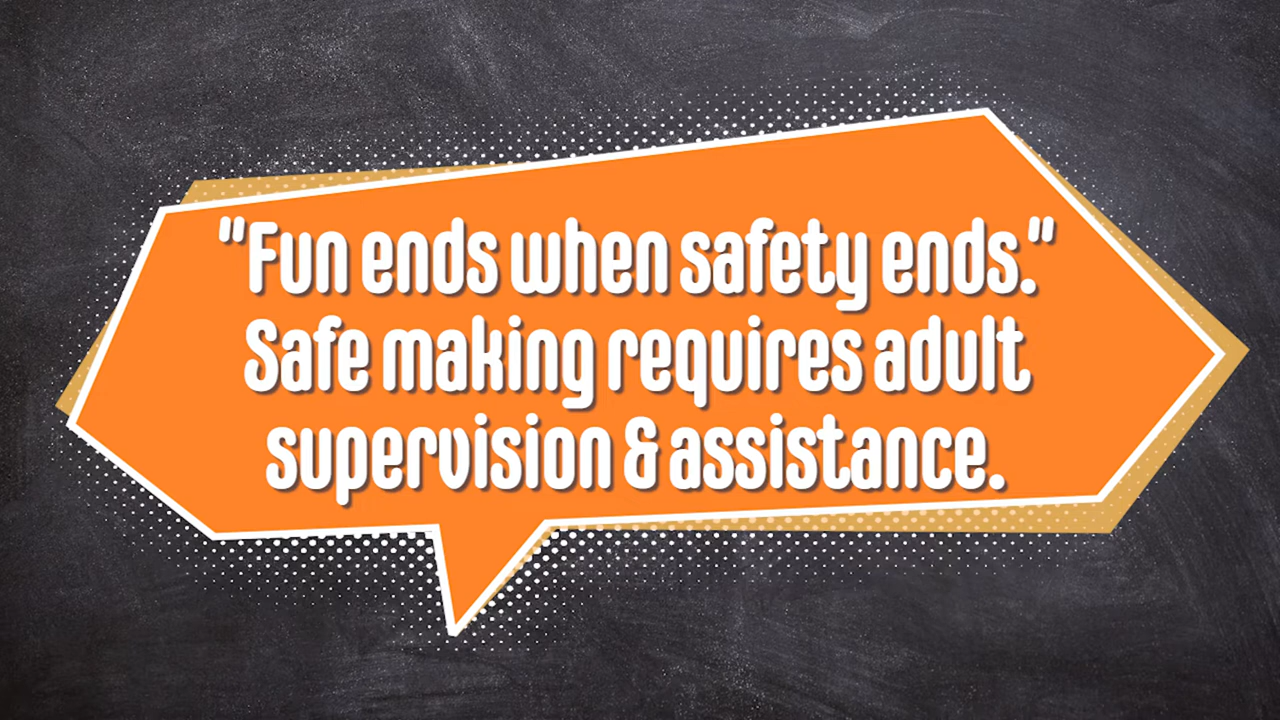 "Fun ends when safety ends."
Safe making requires adult
supervision & assistance.